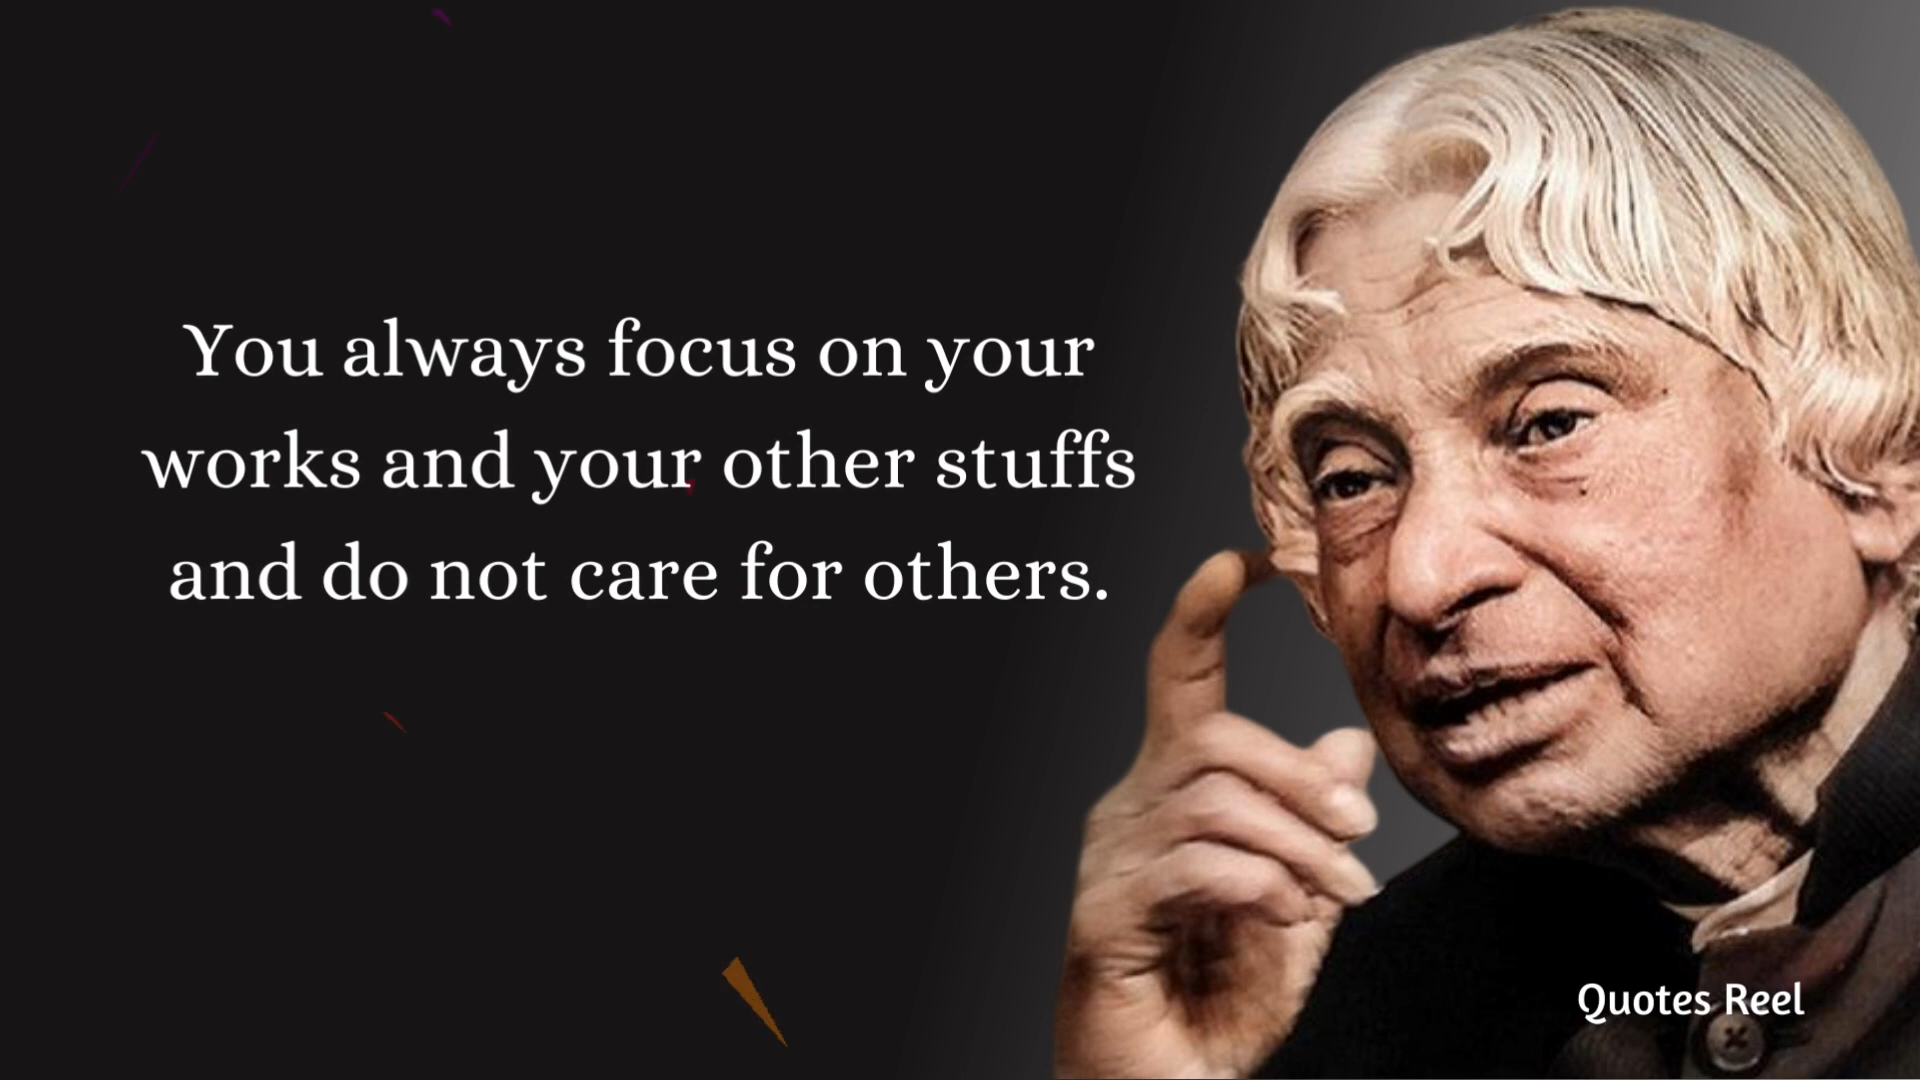 You always focus on your
works and your other stuffs
and do not care for others.
Quotes Reel